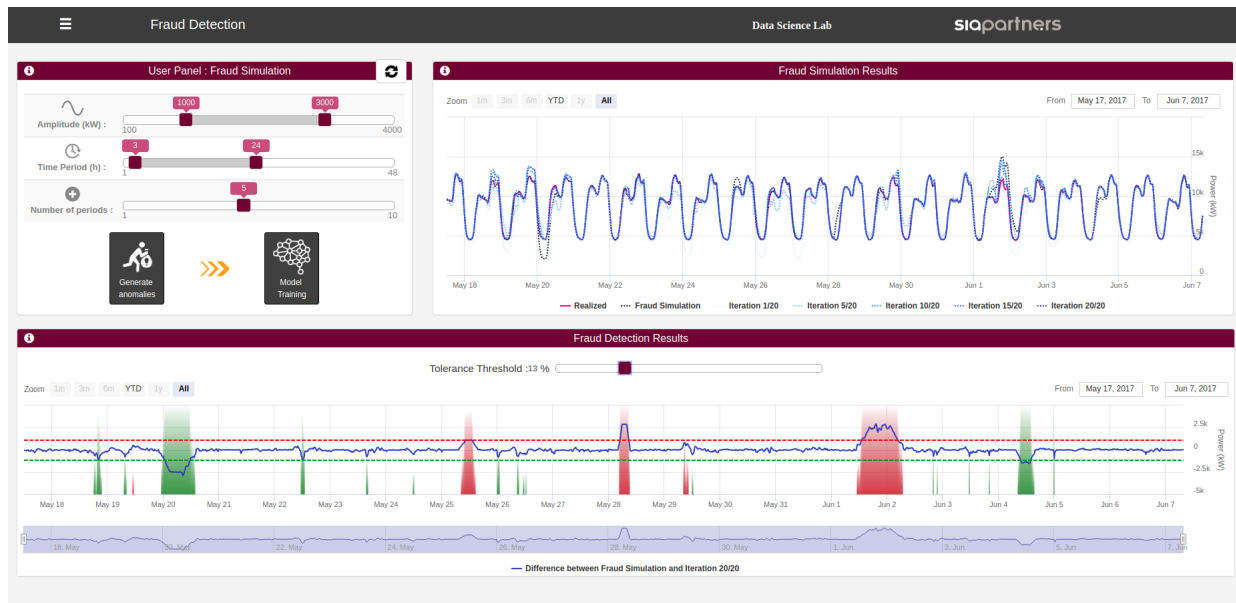 Fraud Detection
Data Science Lab
siapartners
User Panel : Fraud Simulation
Amplitude (kW) :
1000
3000
100
4000
Time Period (h) :
3
24
1
48
Number of periods :
5
1
10
Generate
anomalies
Model
Training
Fraud Simulation Results
Zoom 1m 3m 6m YTD 1y All
From May 17, 2017 To Jun 7, 2017
15k
10k
5k
0
Power (kW)
May 18 May 20 May 22 May 24 May 26 May 28 May 30 Jun 1 Jun 3 Jun 5 Jun 7
Realized Fraud Simulation Iteration 1/20 Iteration 5/20 Iteration 10/20 Iteration 15/20 Iteration 20/20
Fraud Detection Results
Tolerance Threshold :13 %
Zoom 1m 3m 6m YTD 1y All
From May 17, 2017 To Jun 7, 2017
2.5k
0
-2.5k
-5k
Power (kW)
May 18 May 19 May 20 May 21 May 22 May 23 May 24 May 25 May 26 May 27 May 28 May 29 May 30 May 31 Jun 1 Jun 2 Jun 3 Jun 4 Jun 5 Jun 6 Jun 7
18. May 20. May 22. May 24. May 26. May 28. May 30. May 1. Jun 3. Jun 5. Jun 7. Jun
Difference between Fraud Simulation and Iteration 20/20